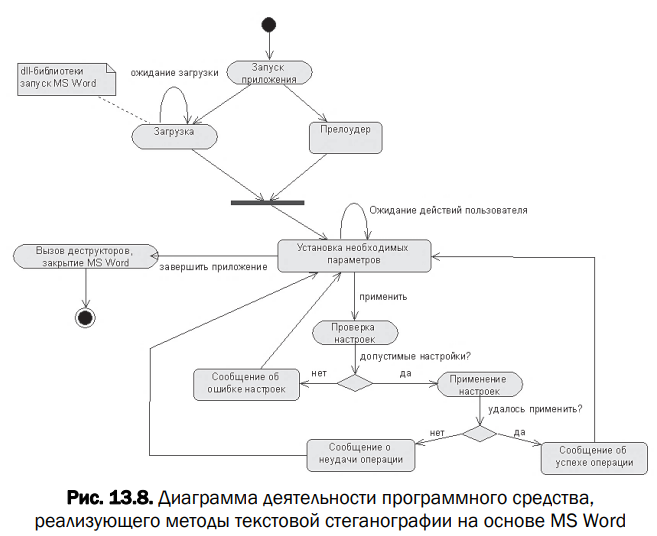 Запуск
приложения
dll-библиотеки
запуск MS Word
ожидание загрузки
Загрузка
Прелоудер
Ожидание действий пользователя
Установка необходимых
параметров
Вызов деструкторов,
закрытие MS Word
завершить приложение
применить
Проверка
настроек
допустимые настройки?
нет
да
Сообщение об
ошибке настроек
Применение
настроек
удалось применить?
нет
да
Сообщение о
неудачи операции
Сообщение об
успехе операции
Рис. 13.8. Диаграмма деятельности программного средства,
реализующего методы текстовой стеганографии на основе MS Word